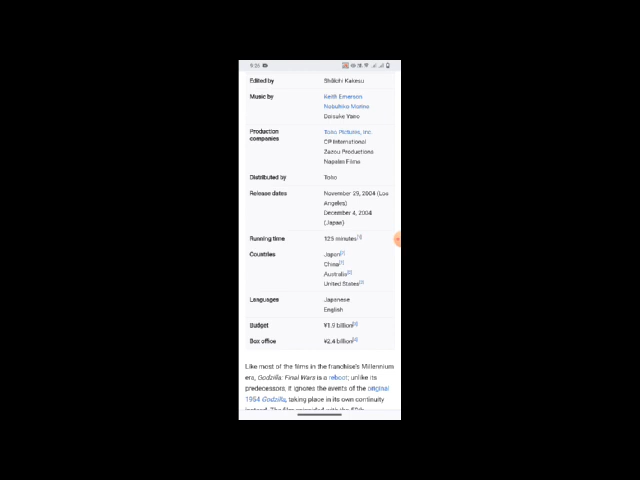 Edited by Shūichi Kakesu
Music by Keith Emerson
Nobuhiko Morino
Daisuke Yano
Production Toho Pictures, Inc.
companies CP International
Zazou Productions
Napalm Films
Distributed by Toho
Release dates November 29, 2004 (Los
Angeles)
December 4, 2004
(Japan)
Running time 125 minutes
Countries Japan
China
Australia
United States
Languages Japanese
English
Budget ¥1.9 billion
Box office ¥2.4 billion
Like most of the films in the franchise's Millennium
era, Godzilla: Final Wars is a reboot; unlike its
predecessors, it ignores the events of the original
1954 Godzilla, taking place in its own continuity